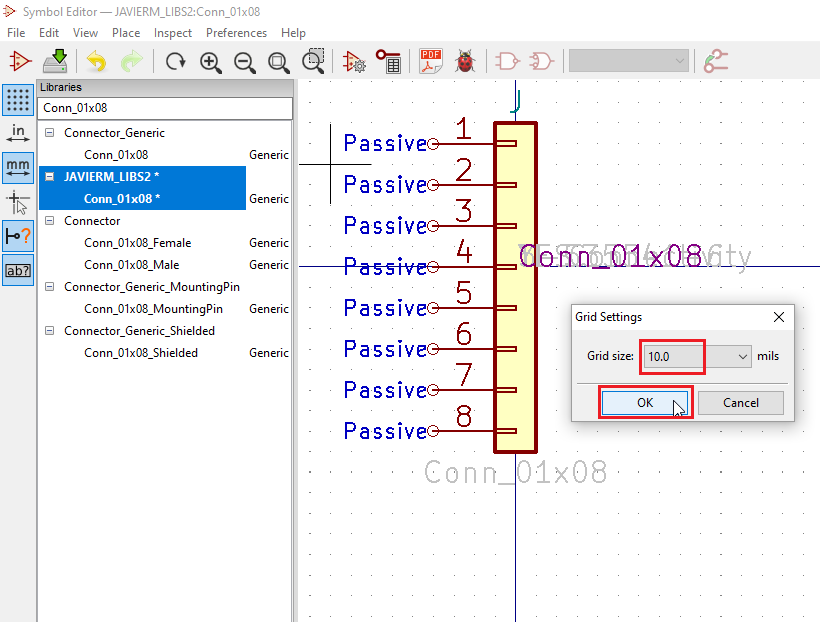 Symbol Editor — JAVIERM_LIBS2:Conn_01x08
File Edit View Place Inspect Preferences Help
PDF
in
mm
ab?
Libraries
Conn_01x08
Connector_Generic
Conn_01x08 Generic
JAVIERM_LIBS2 *
Conn_01x08 * Generic
Connector
Conn_01x08_Female Generic
Conn_01x08_Male Generic
Connector_Generic_MountingPin
Conn_01x08_MountingPin Generic
Connector_Generic_Shielded
Conn_01x08_Shielded Generic
J
Passive 1
Passive 2
Passive 3
Passive 4
Conn_01x08
Passive 5
Passive 6
Passive 7
Passive 8
Conn_01x08
Grid Settings
Grid size: 10.0 mils
OK Cancel